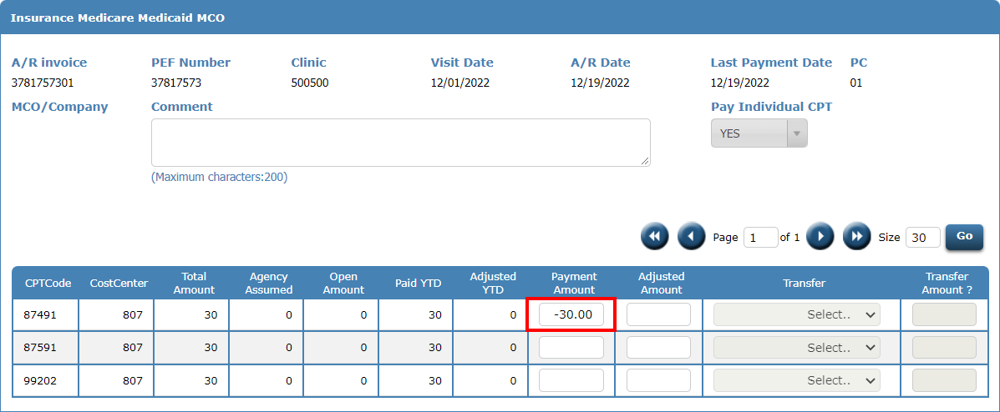 Insurance Medicare Medicaid MCO
A/R invoice PEF Number Clinic Visit Date A/R Date Last Payment Date PC
3781757301 37817573 500500 12/01/2022 12/19/2022 12/19/2022 01
MCO/Company Comment Pay Individual CPT
YES
(Maximum characters:200)
Page 1 of 1 Size 30 Go
CPTCode CostCenter Total Amount Agency Assumed Open Amount Paid YTD Adjusted YTD Payment Amount Adjusted Amount Transfer Transfer Amount ?
87491 807 30 0 0 30 0 -30.00 Select..
87591 807 30 0 0 30 0 Select..
99202 807 30 0 0 30 0 Select..